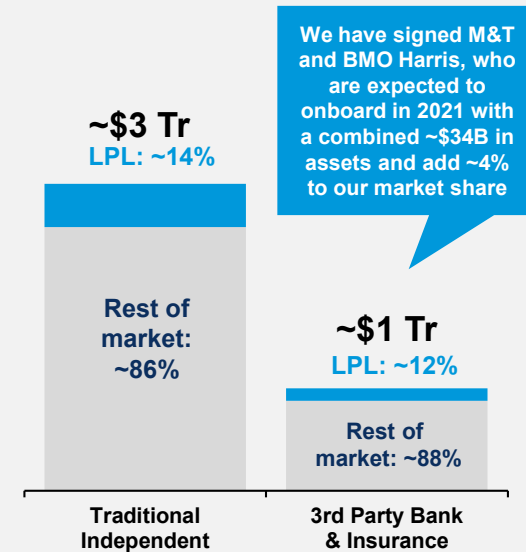 We have signed M&T
and BMO Harris, who
are expected to
onboard in 2021 with
a combined ~$34B in
assets and add ~4%
to our market share
~$3 Tr
LPL: ~14%
Rest of
market:
~86%
~$1 Tr
LPL: ~12%
Rest of
market: ~88%
Traditional
Independent
3rd Party Bank
& Insurance